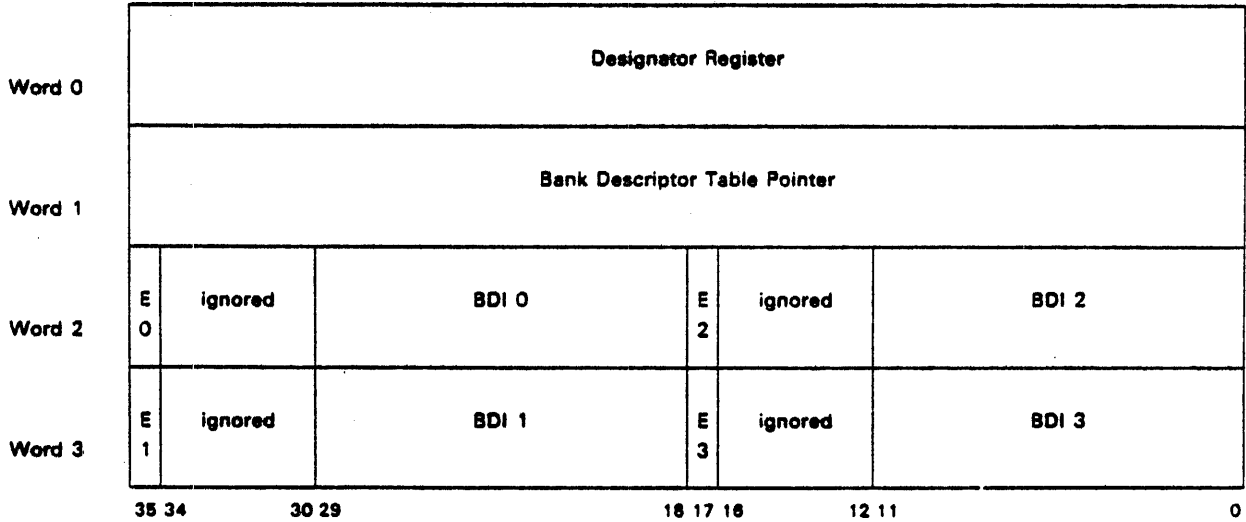 Designator Register
Word 0
Bank Descriptor Table Pointer
Word 1
E ignored BDI 0 E ignored BDI 2
Word 2 0 2
E ignored BDI 1 E ignored BDI 3
Word 3 1 3
35 34 30 29 18 17 16 12 11 0